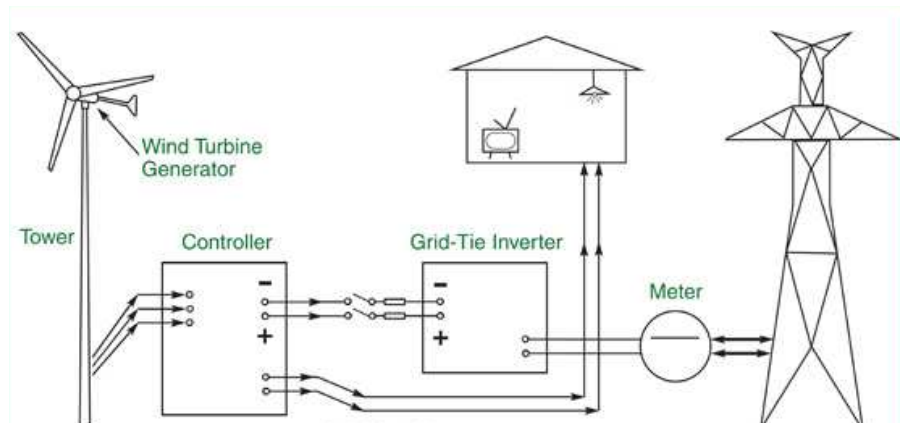 Wind Turbine
Generator
Tower
Controller
Grid-Tie Inverter
Meter
-
+
-
+